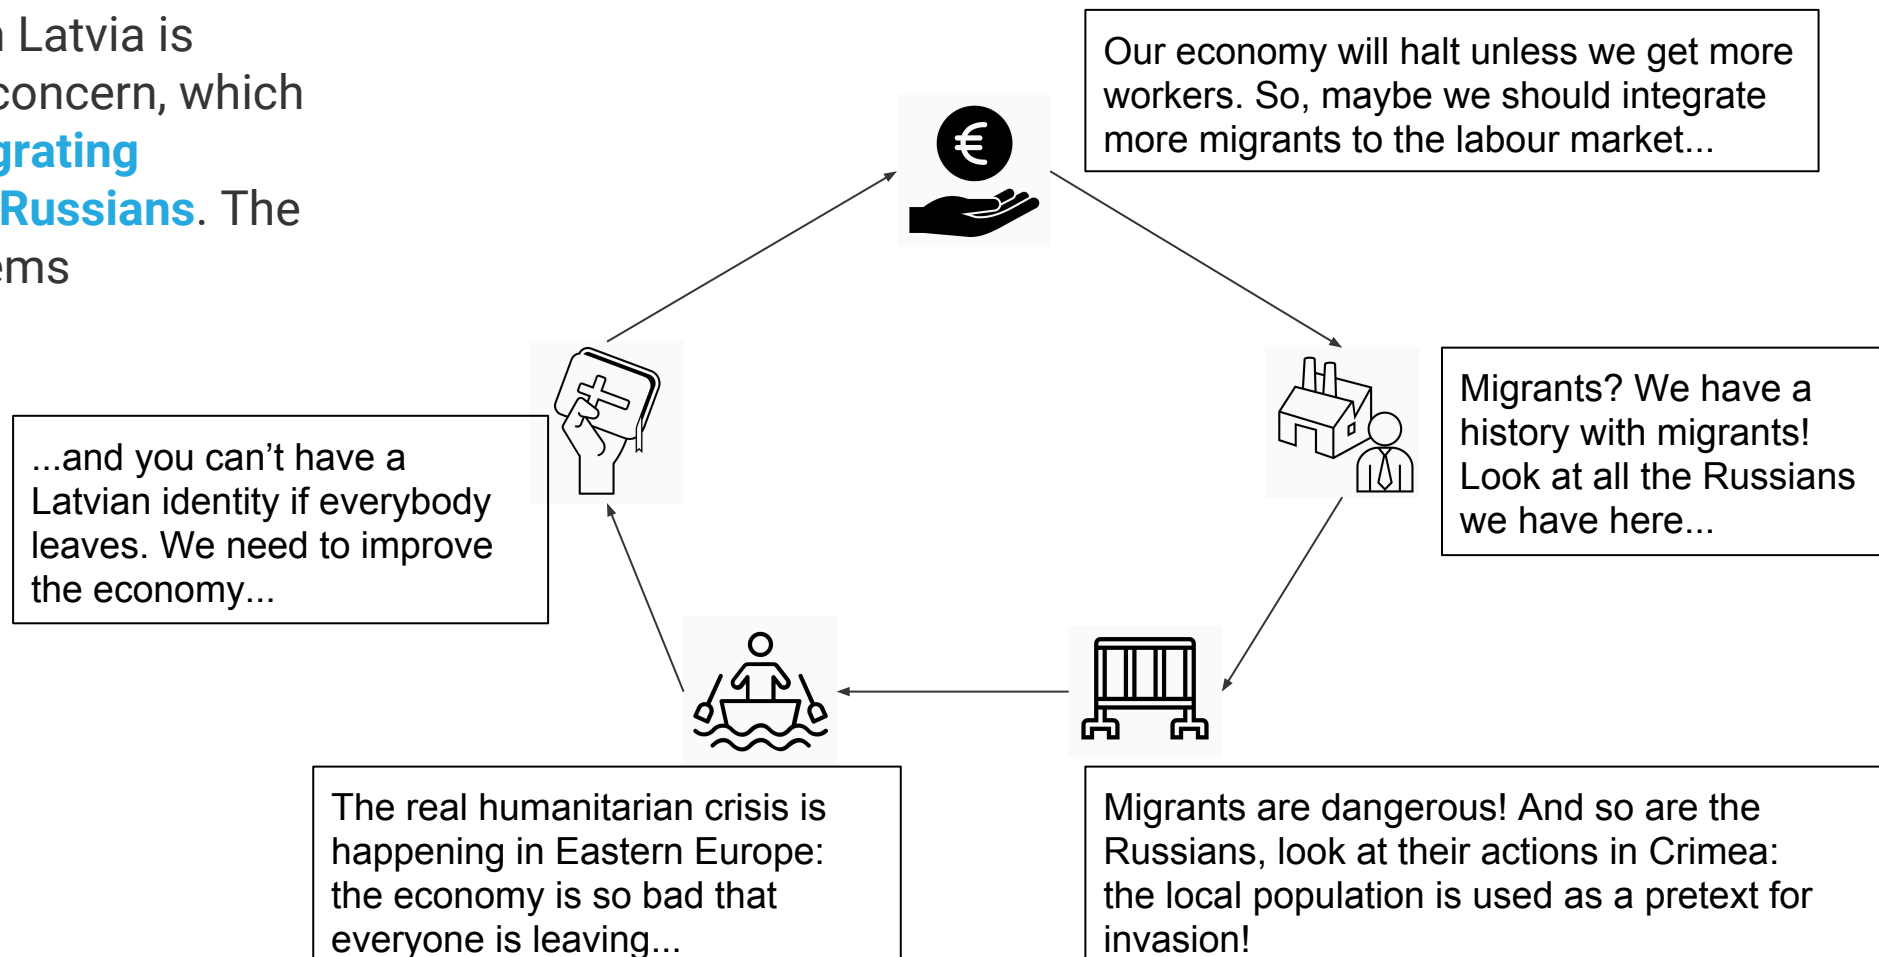 Latvia is
concern, which
grating
Russians. The
ems
Our economy will halt unless we get more
workers. So, maybe we should integrate
more migrants to the labour market...
Migrants? We have a
history with migrants!
Look at all the Russians
we have here...
Migrants are dangerous! And so are the
Russians, look at their actions in Crimea:
the local population is used as a pretext for
invasion!
The real humanitarian crisis is
happening in Eastern Europe:
the economy is so bad that
everyone is leaving...
...and you can’t have a
Latvian identity if everybody
leaves. We need to improve
the economy...
€